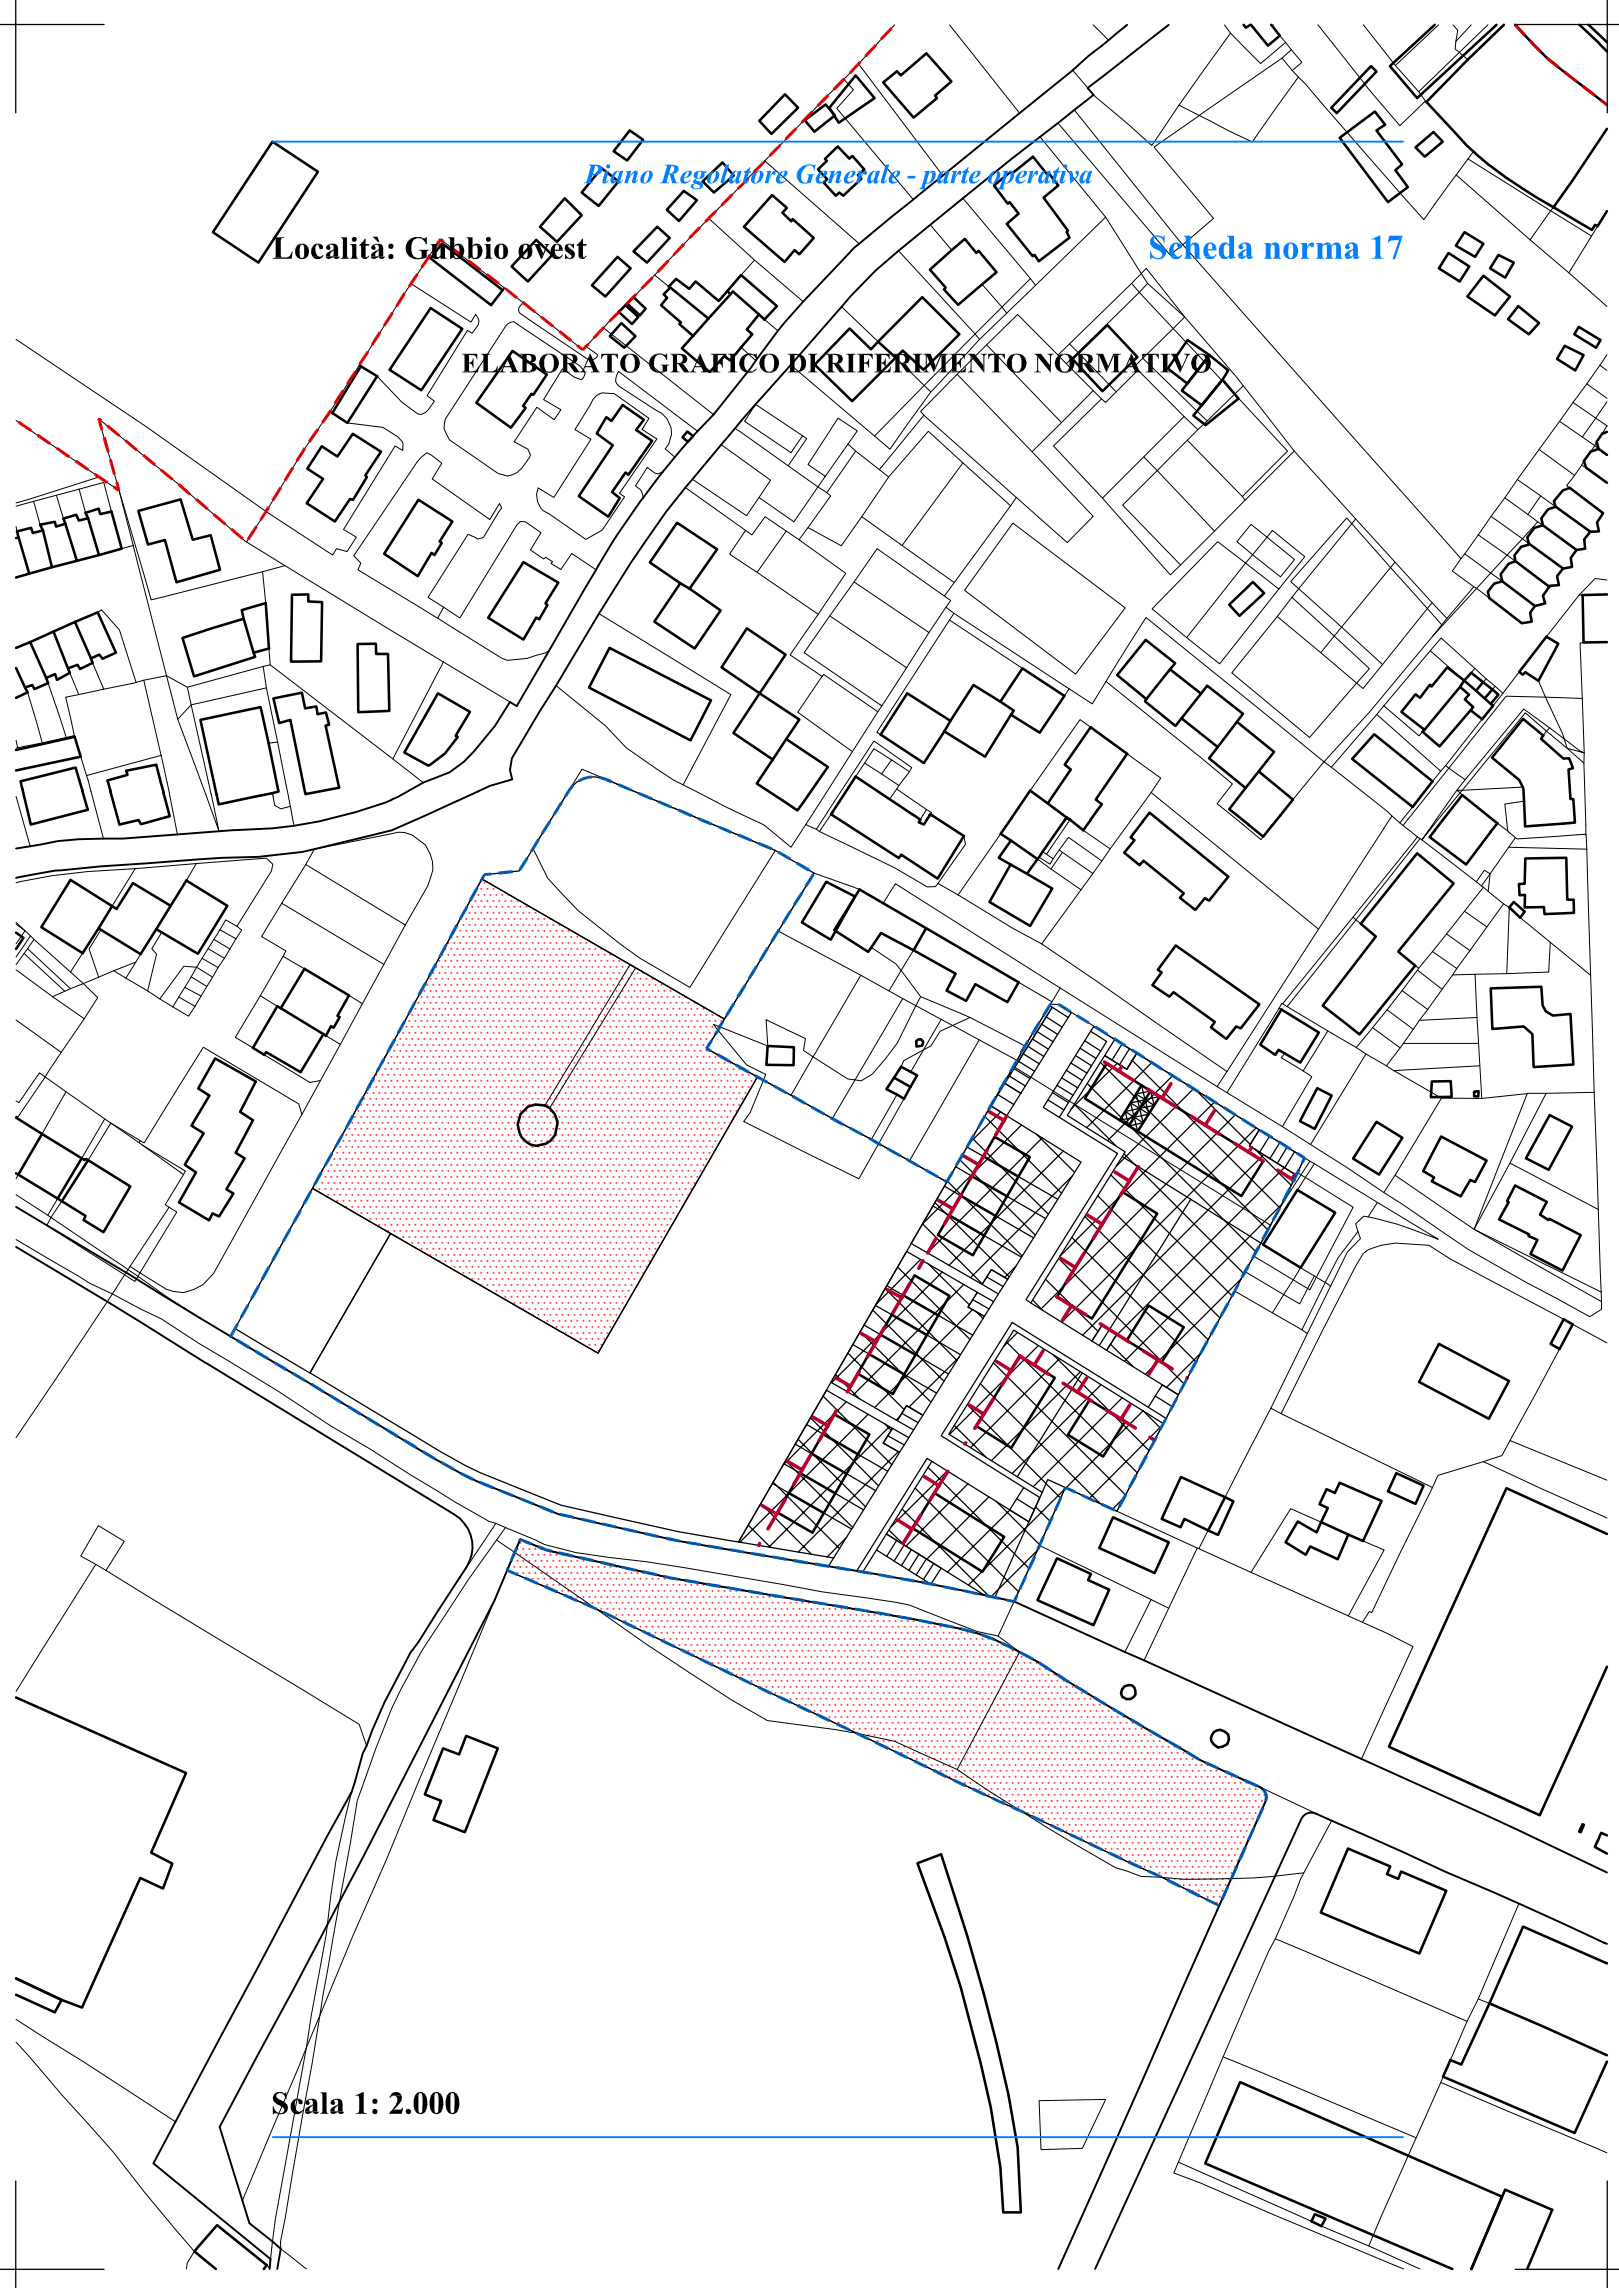 Piano Regolatore Generale - parte operativa
Località: Gubbio ovest
Scheda norma 17
ELABORATO GRAFICO DI RIFERIMENTO NORMATIVO
Scala 1: 2.000